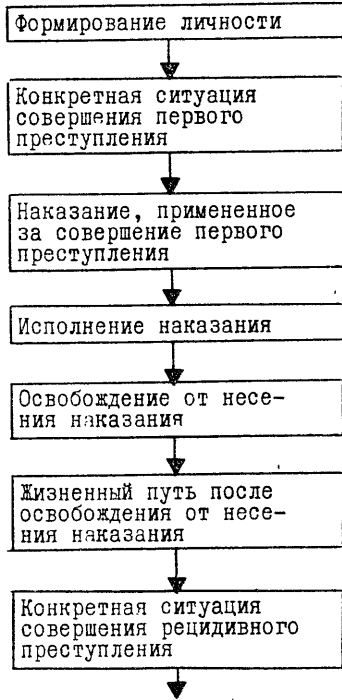 Формирование личности
Конкретная ситуация
совершения первого
преступления
Наказание, примененное
за совершение первого
преступления
Исполнение наказания
Освобождение от несе-
ния наказания
Жизненный путь после
освобождения от несе-
ния наказания
Конкретная ситуация
совершения рецидивного
преступления